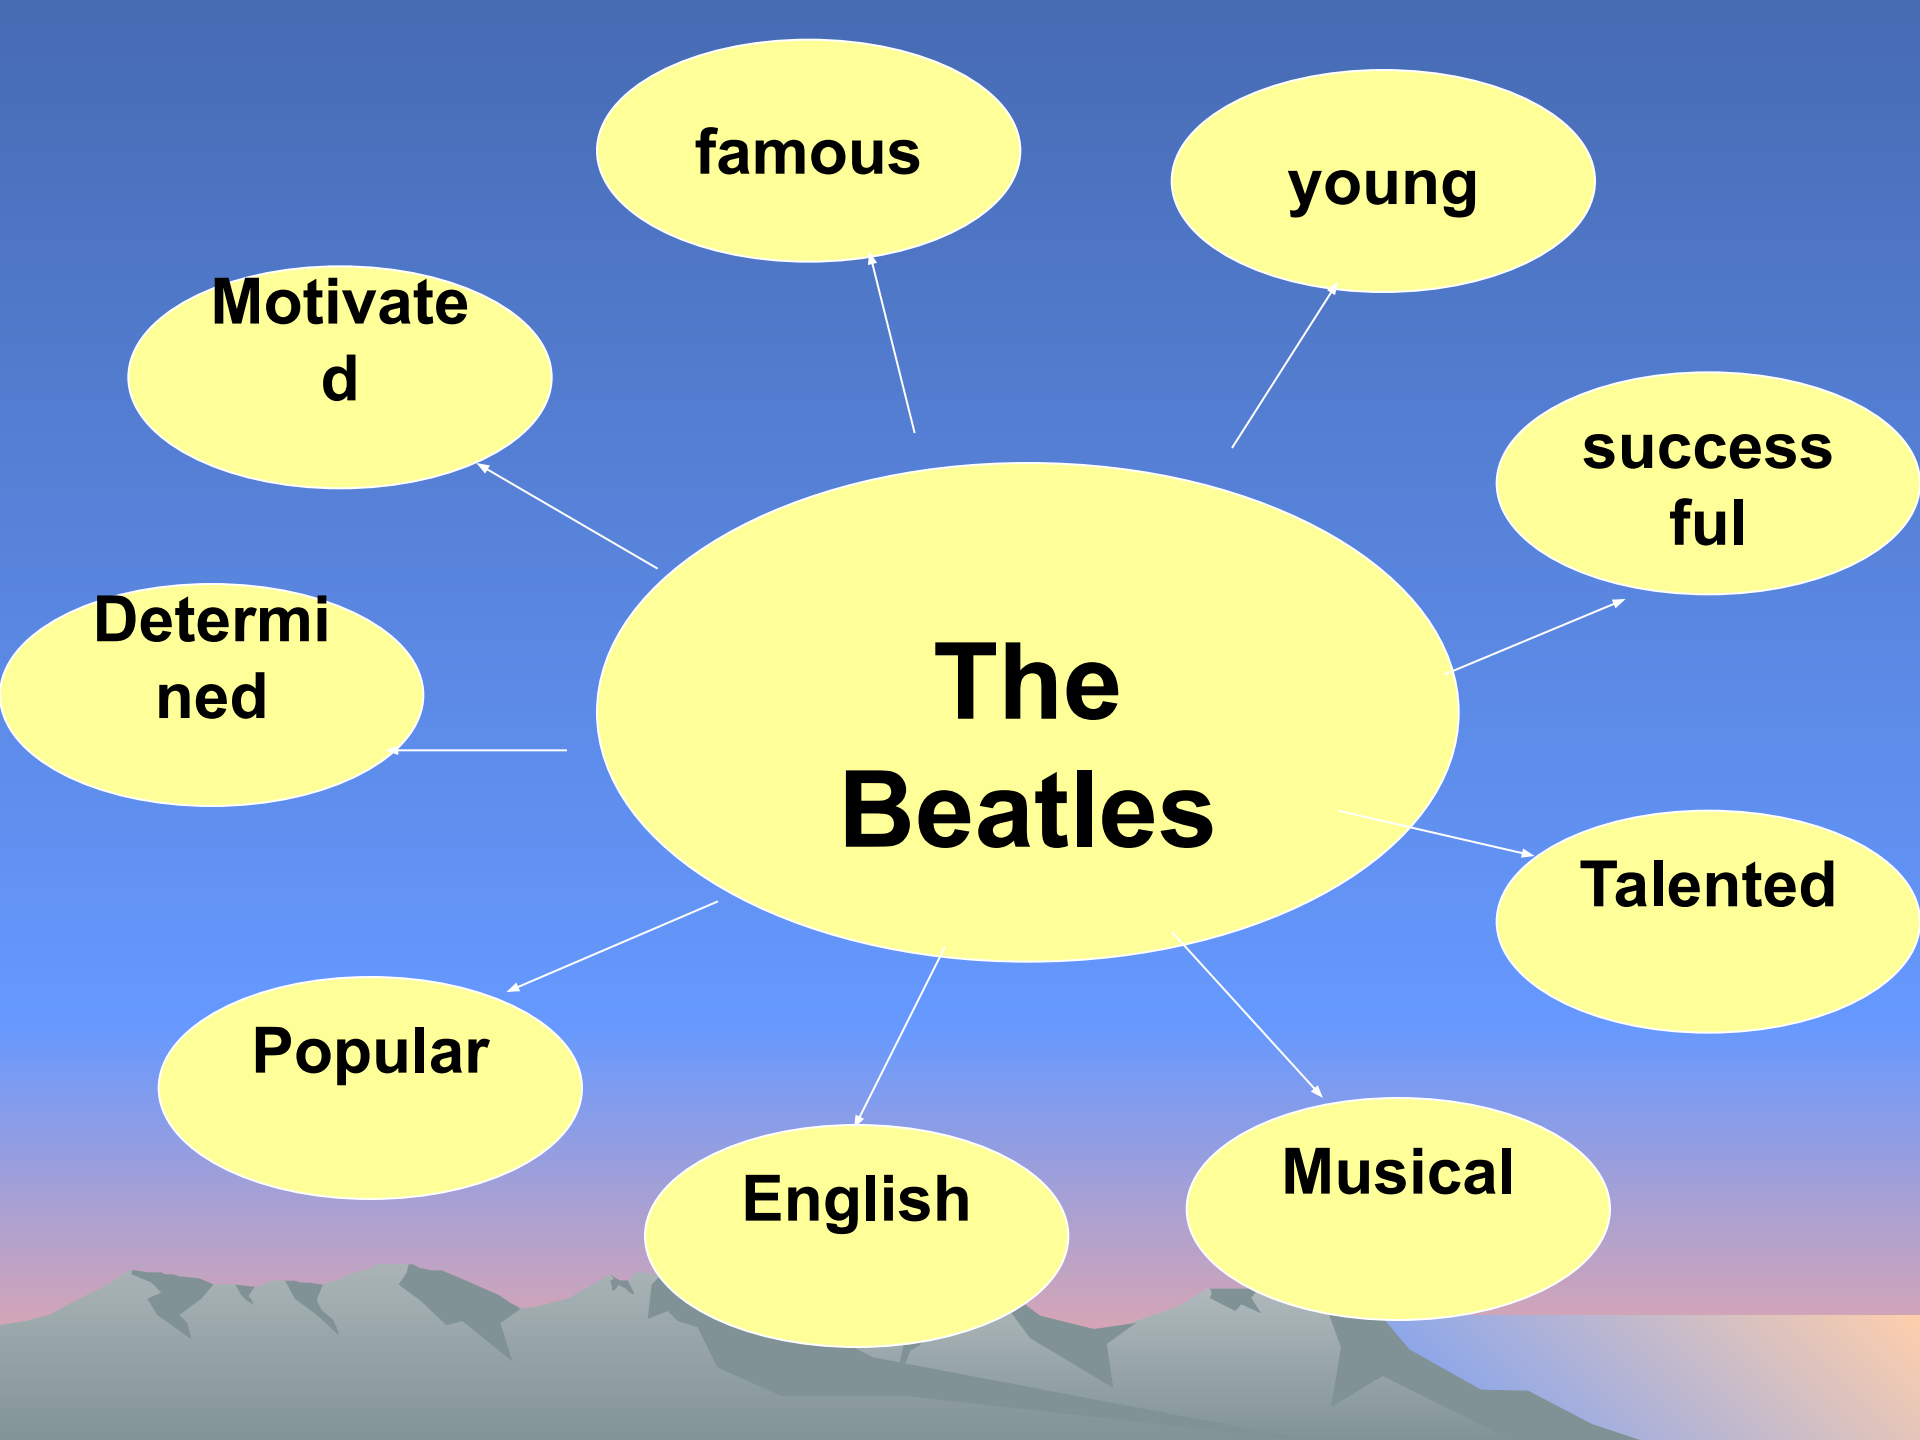 famous
young
Motivate
d
success
ful
Determi
ned
The
Beatles
Talented
Popular
English
Musical